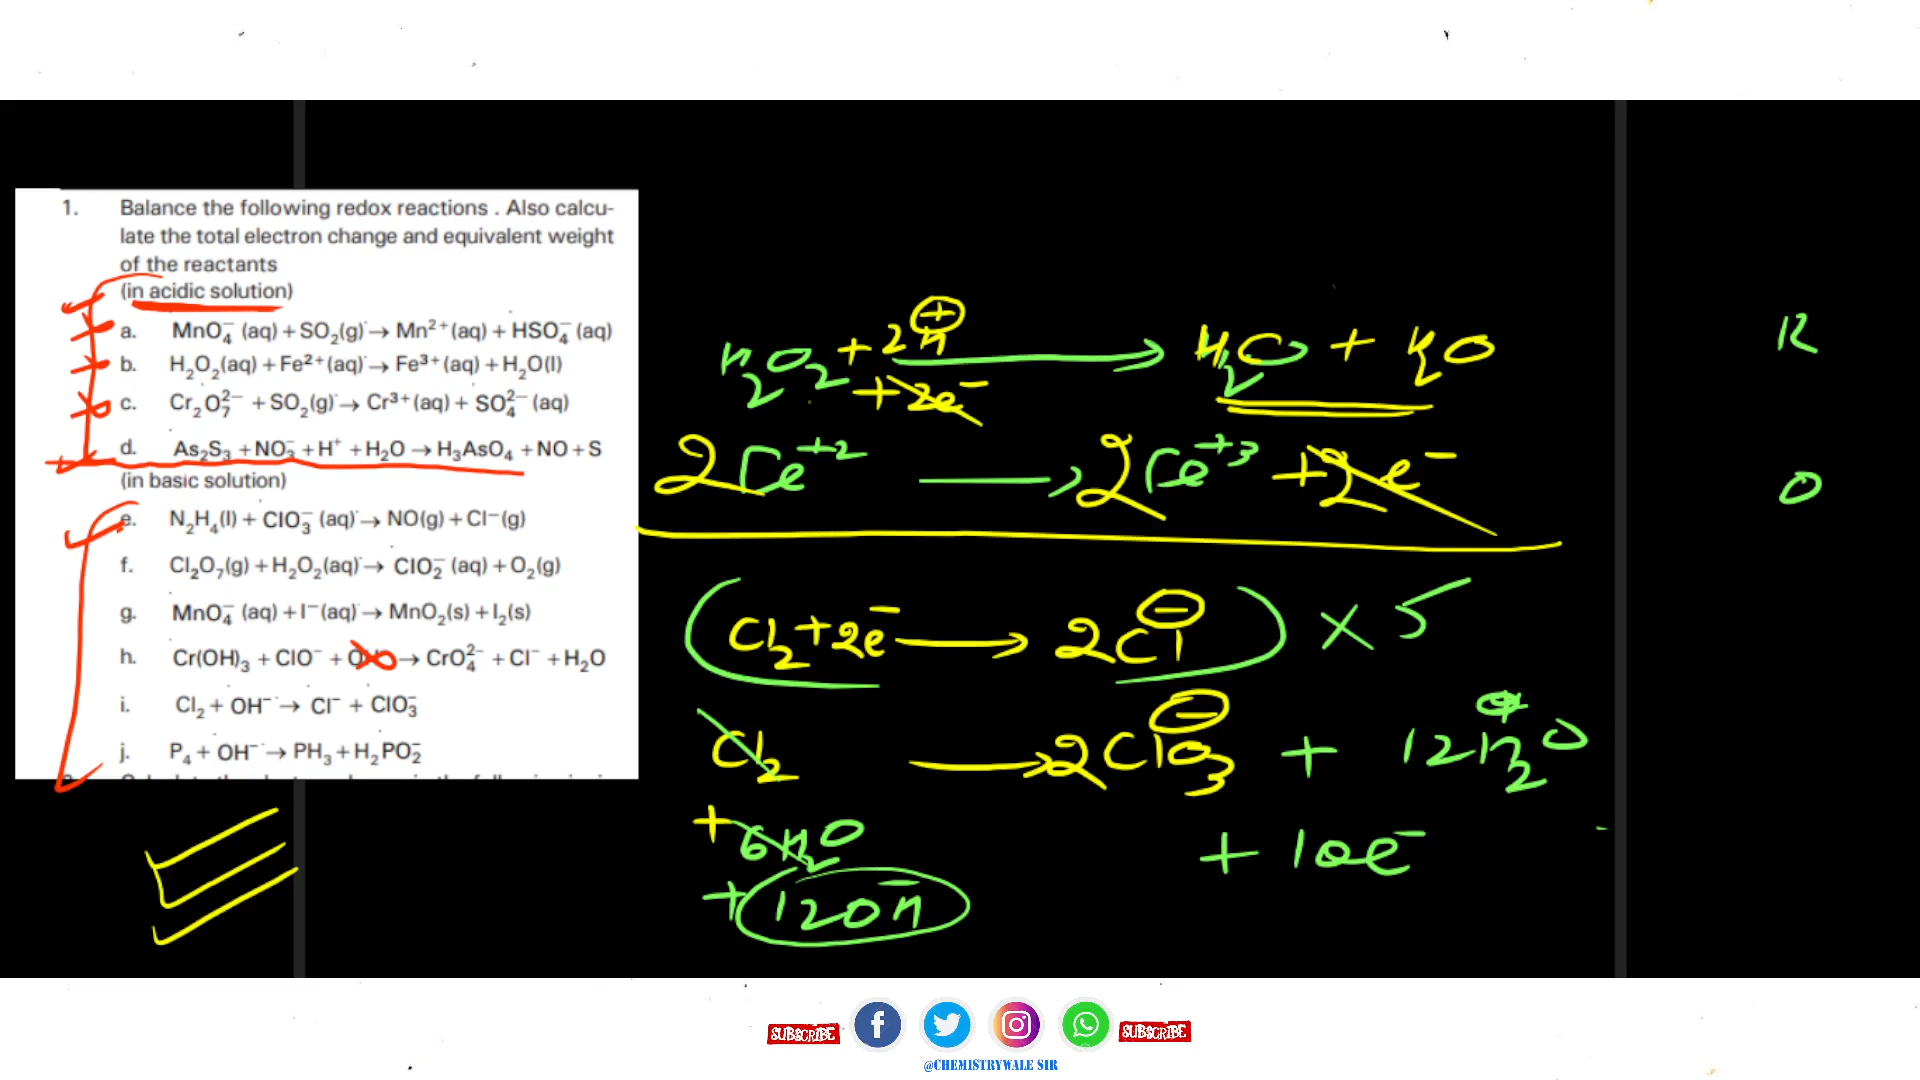 1. Balance the following redox reactions . Also calcu-
late the total electron change and equivalent weight
of the reactants
(in acidic solution)
a. MnO₄⁻ (aq) + SO₂(g) → Mn²⁺(aq) + HSO₄⁻ (aq)
b. H₂O₂(aq) + Fe²⁺(aq) → Fe³⁺(aq) + H₂O(l)
c. Cr₂O₇²⁻ + SO₂(g) → Cr³⁺(aq) + SO₄²⁻ (aq)
d. As₂S₃ + NO₃⁻ + H⁺ + H₂O → H₃AsO₄ + NO + S
(in basic solution)
e. N₂H₄(l) + ClO₃⁻ (aq) → NO(g) + Cl⁻(g)
f. Cl₂O₇(g) + H₂O₂(aq) → ClO₂⁻ (aq) + O₂(g)
g. MnO₄⁻ (aq) + I⁻(aq) → MnO₂(s) + I₂(s)
h. Cr(OH)₃ + ClO⁻ + → CrO₄²⁻ + Cl⁻ + H₂O
i. Cl₂ + OH⁻ → Cl⁻ + ClO₃⁻
j. P₄ + OH⁻ → PH₃ + H₂PO₂⁻
H₂O₂ + 2H⁺ → H₂O + H₂O
+ 2e⁻
R
2Fe⁺² → 2Fe⁺³ + 2e⁻
O
(Cl₂ + 2e⁻ → 2Cl⁻) × 5
Cl₂ → 2ClO₃⁻ + 12H₂O
+ 6H₂O + 10e⁻
+ 12OH⁻
SUBSCRIBE SUBSCRIBE
@CHEMISTRYWALE SIR